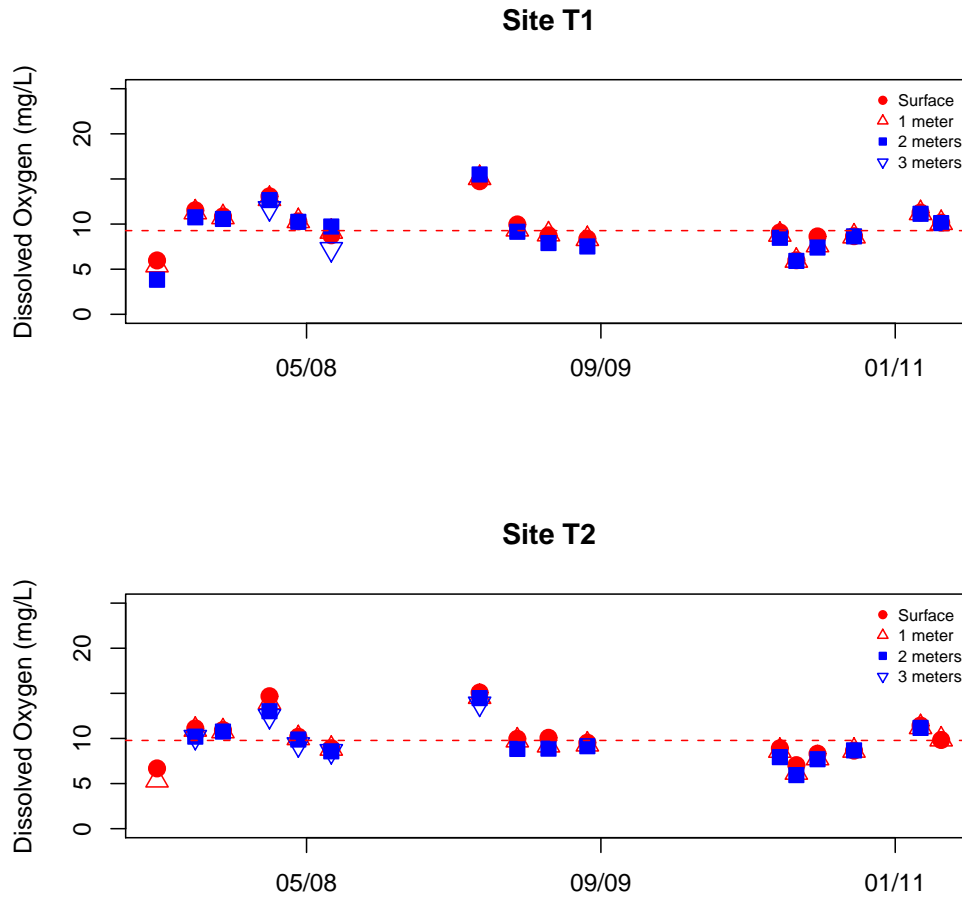 Site T1
Dissolved Oxygen (mg/L)
20
10
5
0
Surface
1 meter
2 meters
3 meters
05/08
09/09
01/11
Site T2
Dissolved Oxygen (mg/L)
20
10
5
0
Surface
1 meter
2 meters
3 meters
05/08
09/09
01/11